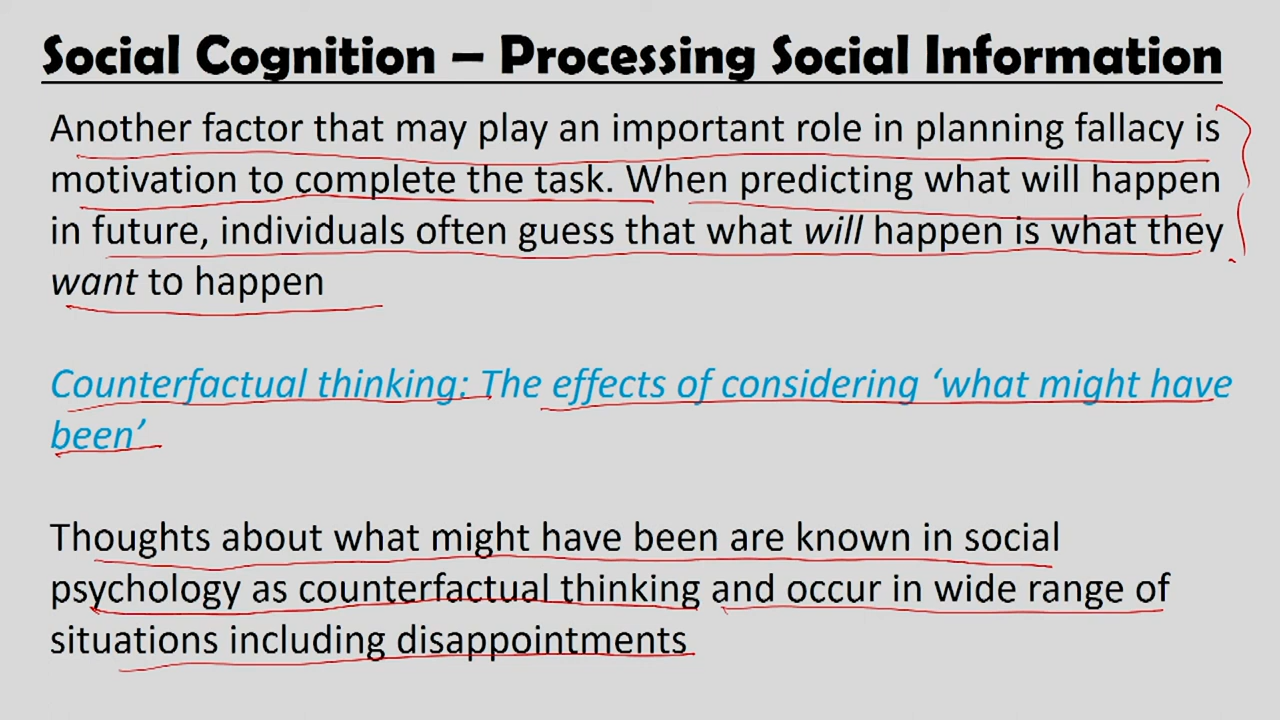 Social Cognition – Processing Social Information
Another factor that may play an important role in planning fallacy is
motivation to complete the task. When predicting what will happen
in future, individuals often guess that what will happen is what they
want to happen
Counterfactual thinking: The effects of considering ‘what might have
been’
Thoughts about what might have been are known in social
psychology as counterfactual thinking and occur in wide range of
situations including disappointments